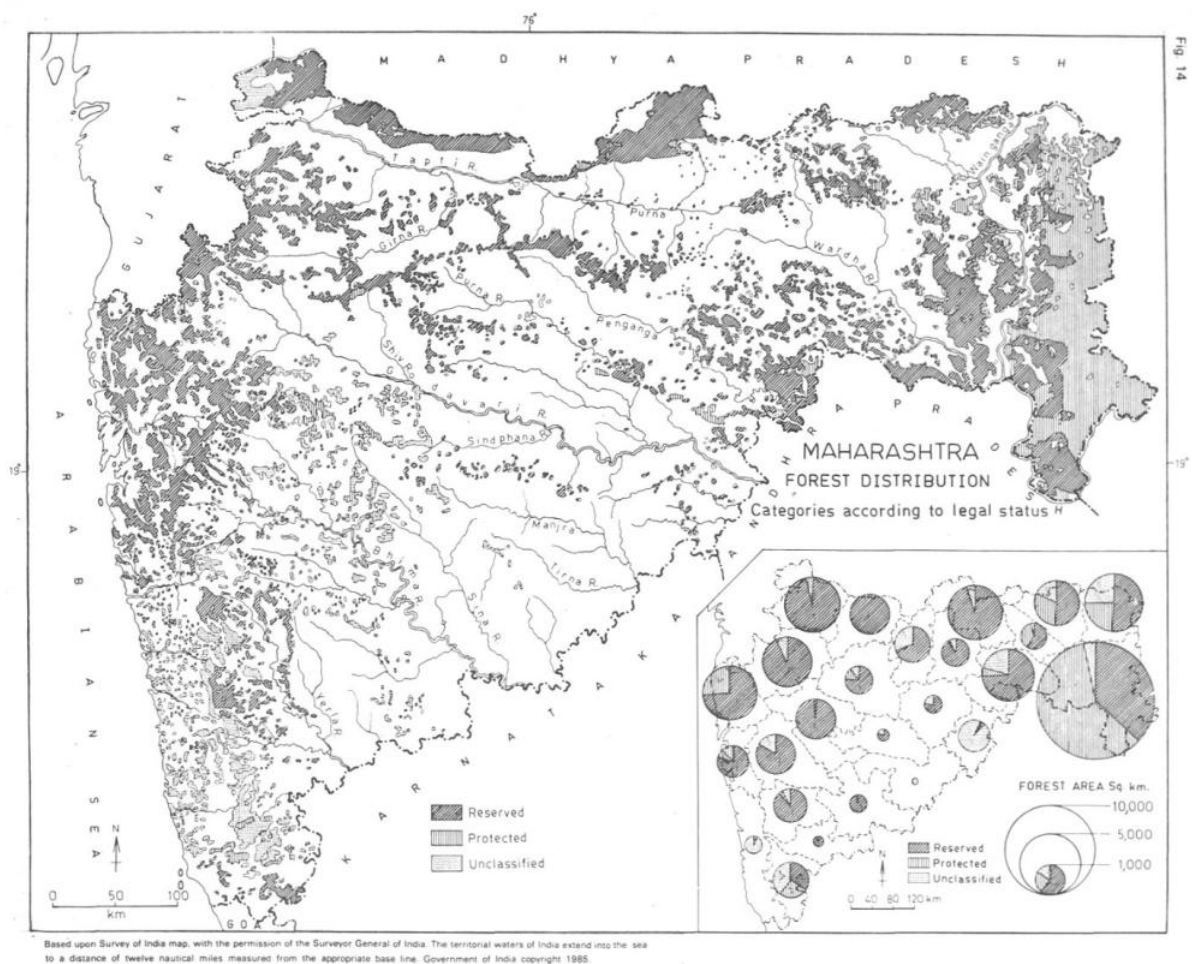 Fig. 14
76°
M A D H Y A P R A D E S H
G U J A R A T
Tapti R.
Wainganga
Purna
Girna R.
Wardha R.
Purna R.
Penganga
Shivna
Godavari R.
Sindphana R.
19°
19°
A R A B I A N S E A
A N D H R A P R A D E S H
MAHARASHTRA
FOREST DISTRIBUTION
Categories according to legal status
Manjra
Bhima R.
Tirna R.
Sina R.
Yerla R.
K A R N A T A K A
Reserved
Protected
Unclassified
N
0 50 100
km
GOA
FOREST AREA Sq km.
10,000
5,000
1,000
Reserved
Protected
Unclassified
N
0 40 80 120 km
Based upon Survey of India map, with the permission of the Surveyor General of India. The territorial waters of India extend into the sea
to a distance of twelve nautical miles measured from the appropriate base line. Government of India copyright 1985.